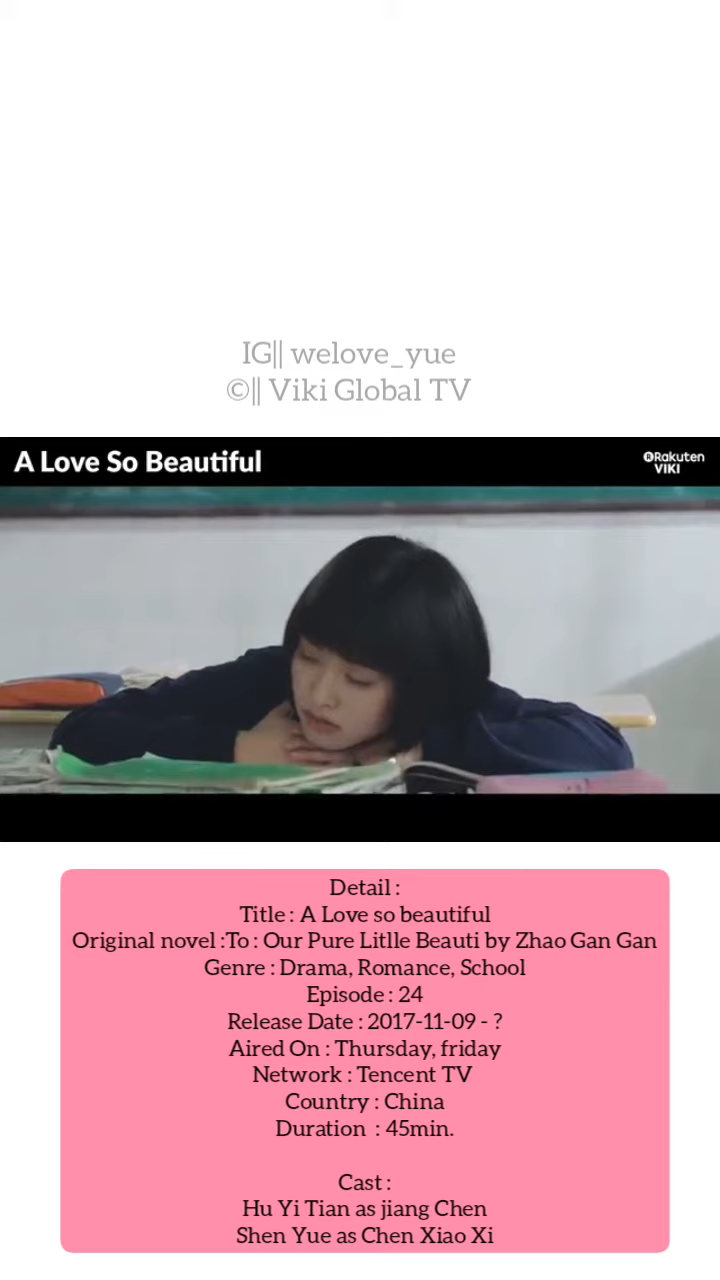 IG|| welove_yue
©|| Viki Global TV
A Love So Beautiful
Rakuten
VIKI
Detail :
Title : A Love so beautiful
Original novel :To : Our Pure Litlle Beauti by Zhao Gan Gan
Genre : Drama, Romance, School
Episode : 24
Release Date : 2017-11-09 - ?
Aired On : Thursday, friday
Network : Tencent TV
Country : China
Duration : 45min.
Cast :
Hu Yi Tian as jiang Chen
Shen Yue as Chen Xiao Xi